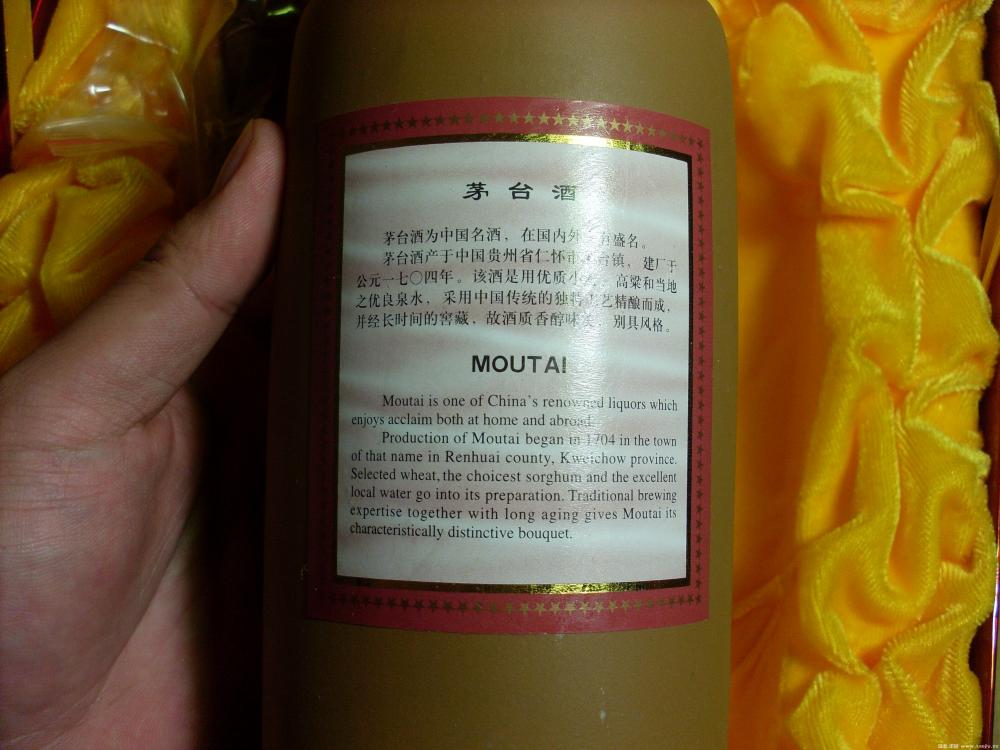 茅台酒
茅台酒为中国名酒，在国内外 声盛名。
茅台酒产于中国贵州省仁怀市 台镇，建厂于
公元一七〇四年。该酒是用优质小 高粱和当地
之优良泉水，采用中国传统的独特 艺精酿而成，
并经长时间的窖藏，故酒质香醇味 ，别具风格。
MOUTAI
Moutai is one of China's renowned liquors which
enjoys acclaim both at home and abroad.
Production of Moutai began in 1704 in the town
of that name in Renhuai county, Kweichow province.
Selected wheat, the choicest sorghum and the excellent
local water go into its preparation. Traditional brewing
expertise together with long aging gives Moutai its
characteristically distinctive bouquet.